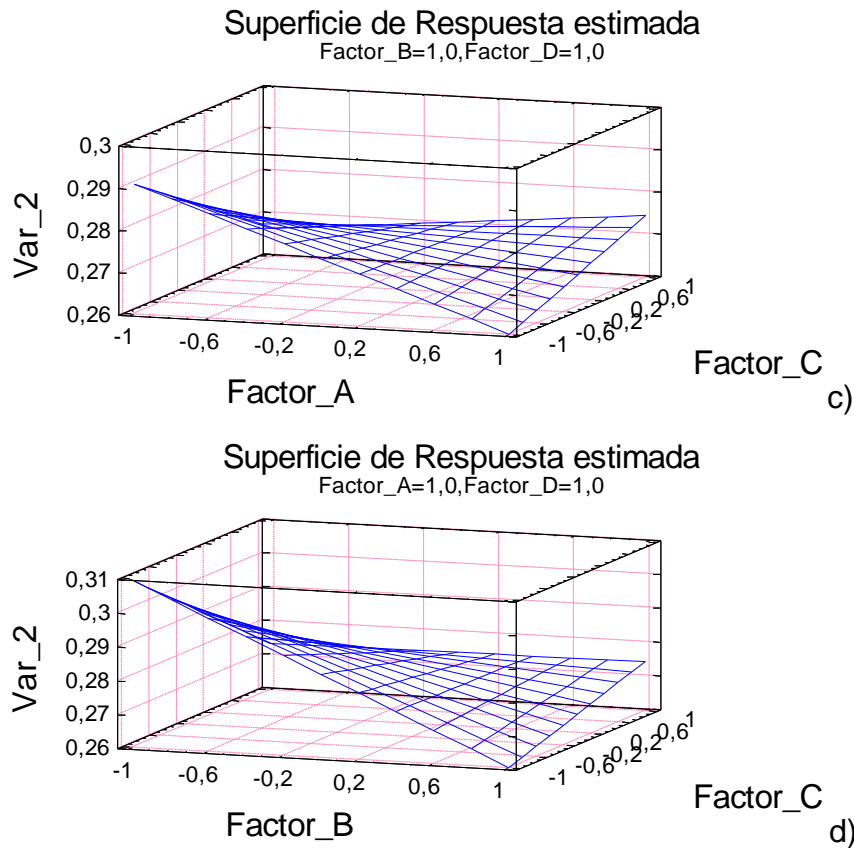 Superficie de Respuesta estimada
Factor_B=1,0,Factor_D=1,0
0,3
0,29
0,28
0,27
0,26
Var_2
-1
-0,6
-0,2
0,2
0,6
1
Factor_A
-1
-0,6
-0,2
0,2
0,6
1
Factor_C
c)
Superficie de Respuesta estimada
Factor_A=1,0,Factor_D=1,0
0,31
0,3
0,29
0,28
0,27
0,26
Var_2
-1
-0,6
-0,2
0,2
0,6
1
Factor_B
-1
-0,6
-0,2
0,2
0,6
1
Factor_C
d)